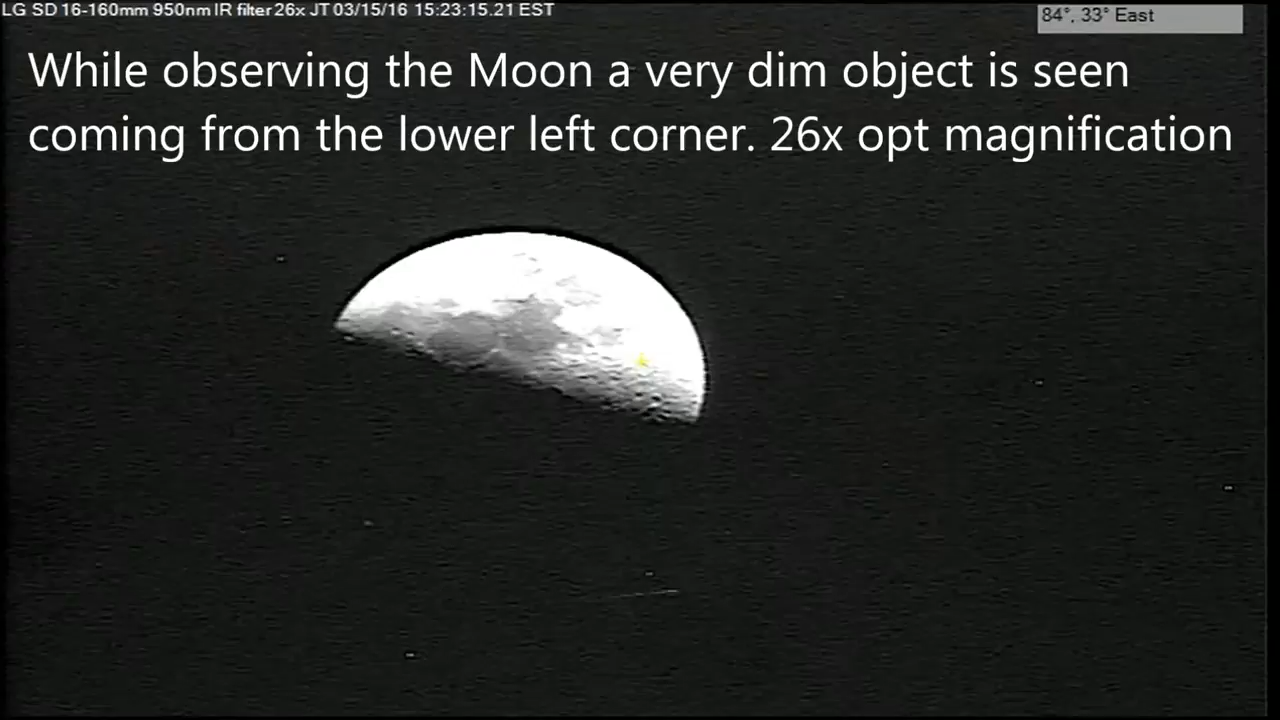 LG SD 16-160mm 950nm IR filter 26x JT 03/15/16 15:23:15.21 EST
84°, 33° East
While observing the Moon a very dim object is seen
coming from the lower left corner. 26x opt magnification